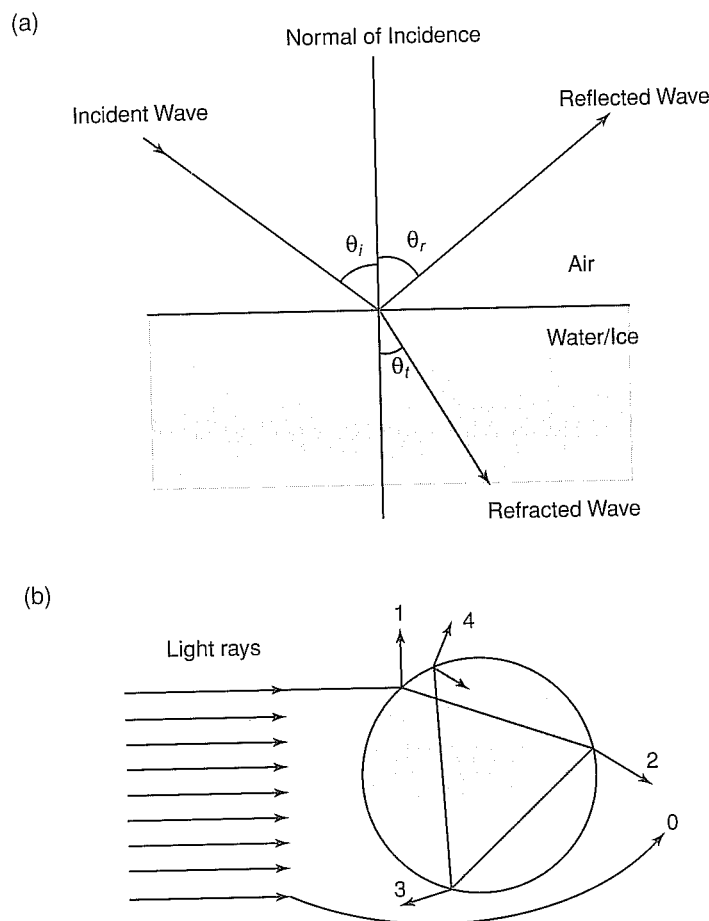 (a)
Normal of Incidence
Incident Wave
Reflected Wave
θi
θr
Air
Water/Ice
θt
Refracted Wave
(b)
1
4
Light rays
2
0
3